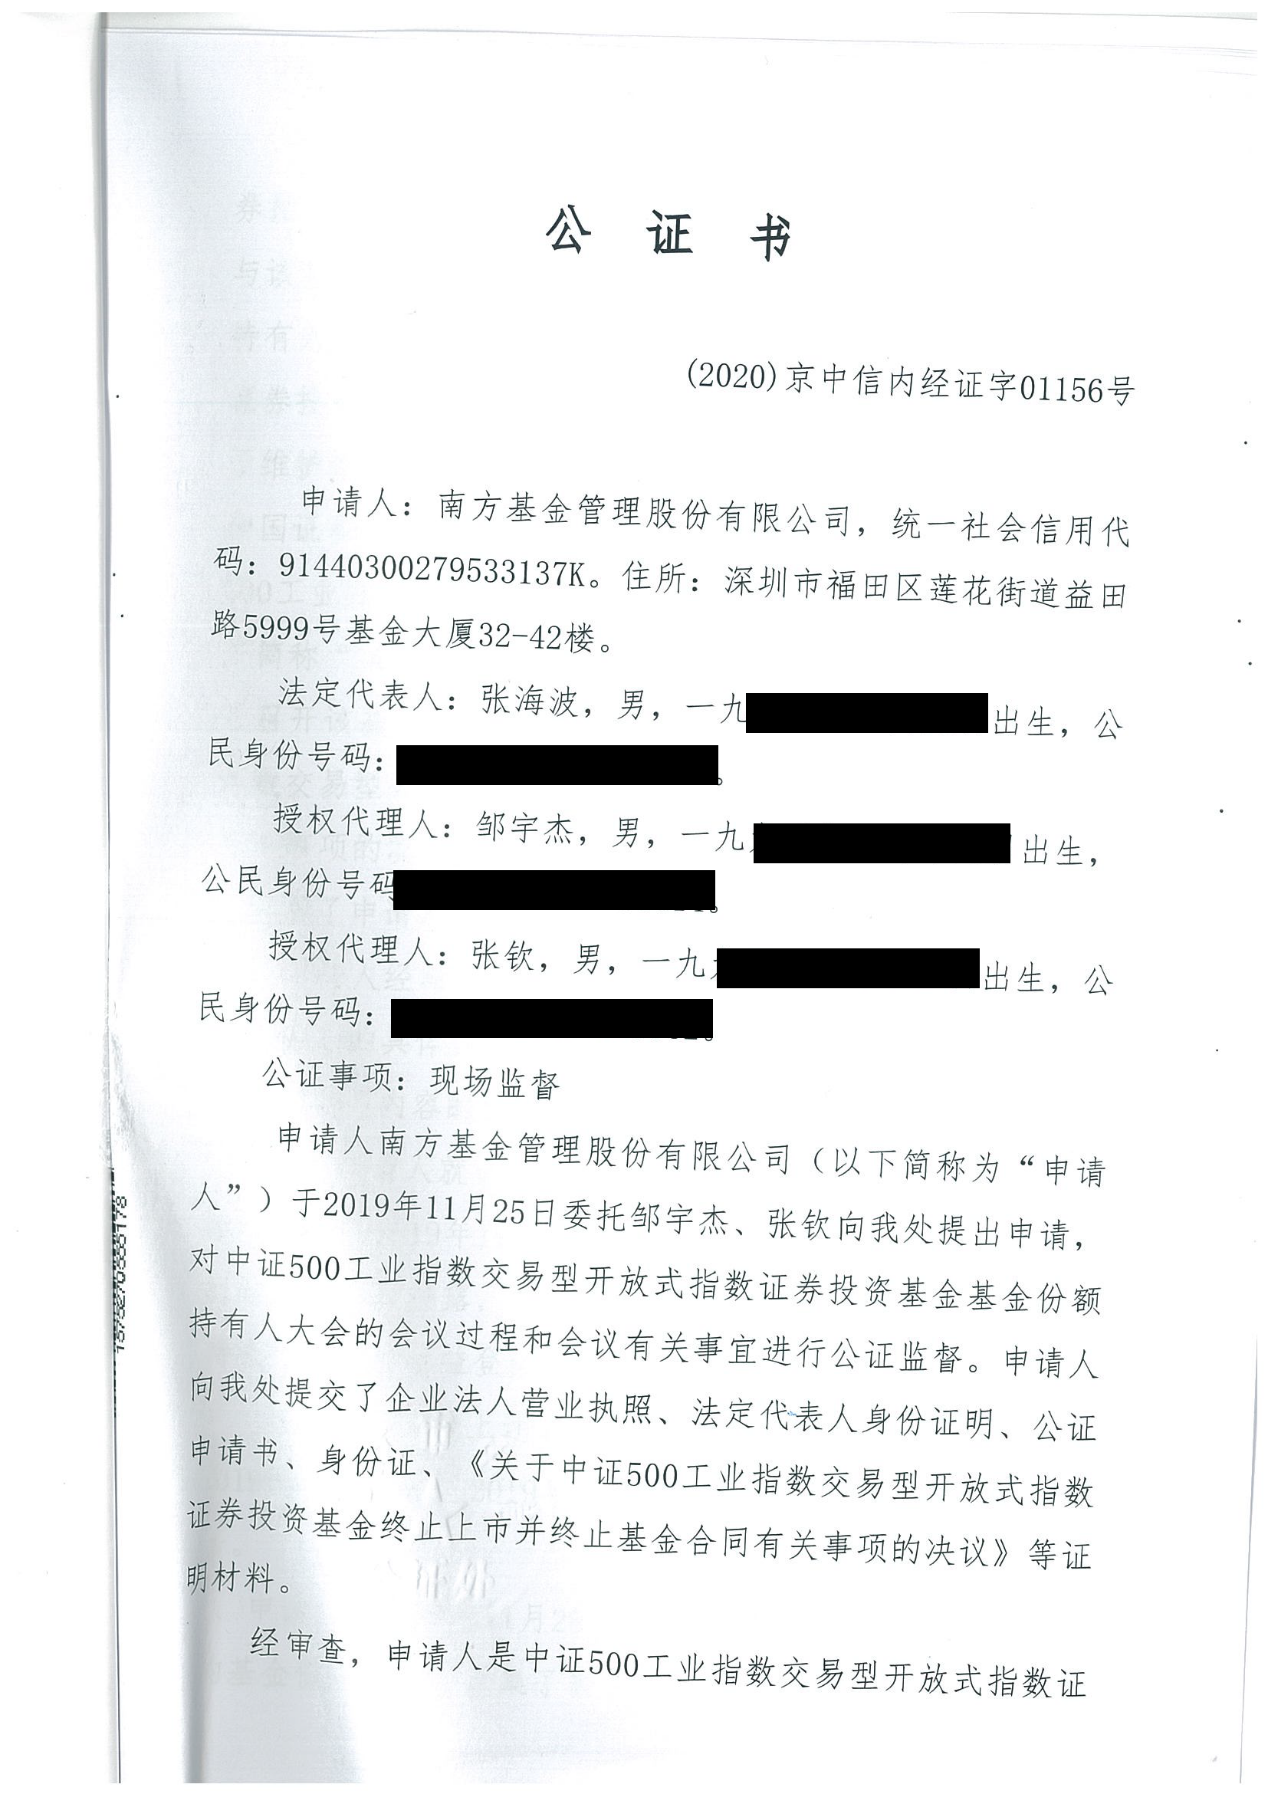 公 证 书
(2020)京中信内经证字01156号
申请人：南方基金管理股份有限公司，统一社会信用代
码：91440300279533137K。住所：深圳市福田区莲花街道益田
路5999号基金大厦32-42楼。
法定代表人：张海波，男，一九 出生，公
民身份号码： 。
授权代理人：邹宇杰，男，一九 出生，
公民身份号码 。
授权代理人：张钦，男，一九 出生，公
民身份号码： 。
公证事项：现场监督
申请人南方基金管理股份有限公司（以下简称为“申请
人”）于2019年11月25日委托邹宇杰、张钦向我处提出申请，
对中证500工业指数交易型开放式指数证券投资基金基金份额
持有人大会的会议过程和会议有关事宜进行公证监督。申请人
向我处提交了企业法人营业执照、法定代表人身份证明、公证
申请书、身份证、《关于中证500工业指数交易型开放式指数
证券投资基金终止上市并终止基金合同有关事项的决议》等证
明材料。
经审查，申请人是中证500工业指数交易型开放式指数证